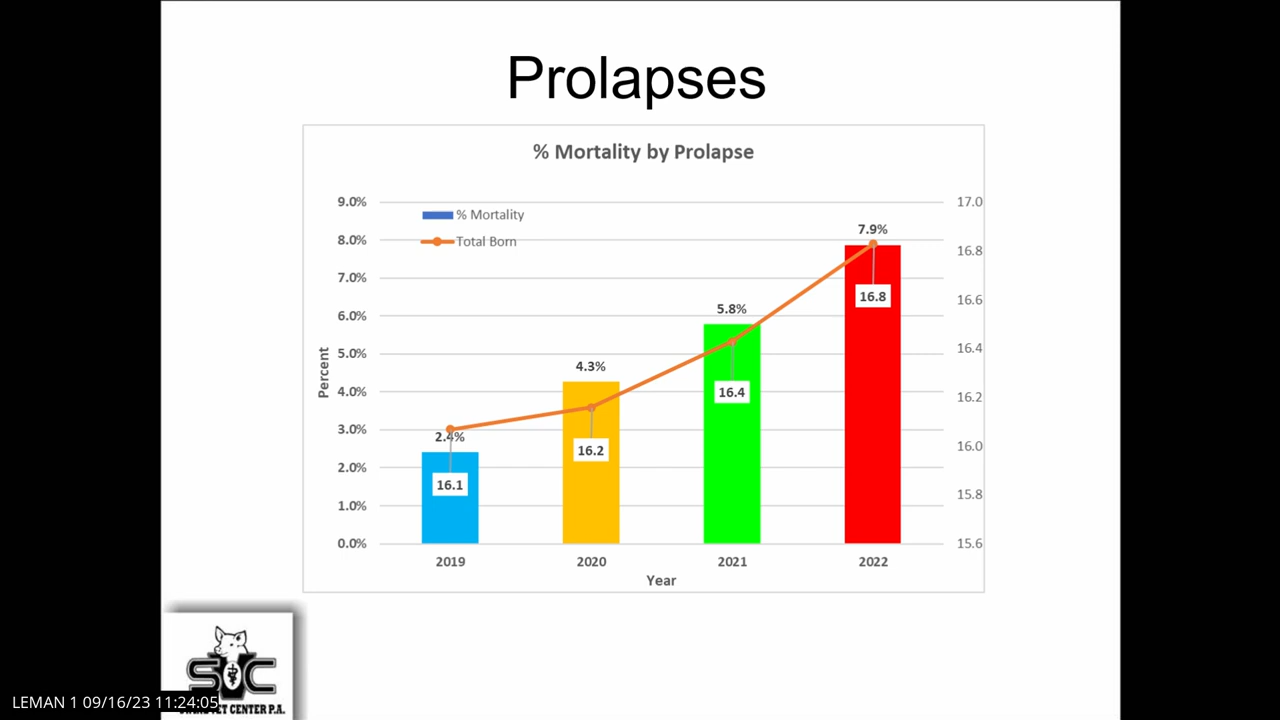 Prolapses
% Mortality by Prolapse
9.0%
8.0%
7.0%
6.0%
5.0%
4.0%
3.0%
2.0%
1.0%
0.0%
Percent
% Mortality
Total Born
2.4%
4.3%
5.8%
7.9%
16.1
16.2
16.4
16.8
17.0
16.8
16.6
16.4
16.2
16.0
15.8
15.6
2019 2020 2021 2022
Year
SVC
VET CENTER P.A.
LEMAN 1 09/16/23 11:24:05